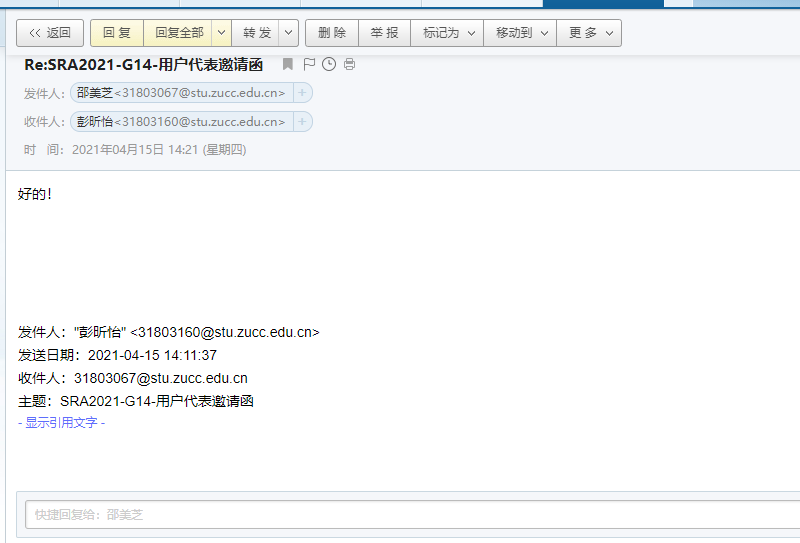 返回 回 复 回复全部 转 发 删 除 举 报 标记为 移动到 更 多
Re:SRA2021-G14-用户代表邀请函
发件人：邵美芝<31803067@stu.zucc.edu.cn> +
收件人：彭昕怡<31803160@stu.zucc.edu.cn> +
时 间：2021年04月15日 14:21 (星期四)
好的！
发件人："彭昕怡" <31803160@stu.zucc.edu.cn>
发送日期：2021-04-15 14:11:37
收件人：31803067@stu.zucc.edu.cn
主题：SRA2021-G14-用户代表邀请函
- 显示引用文字 -
快捷回复给：邵美芝